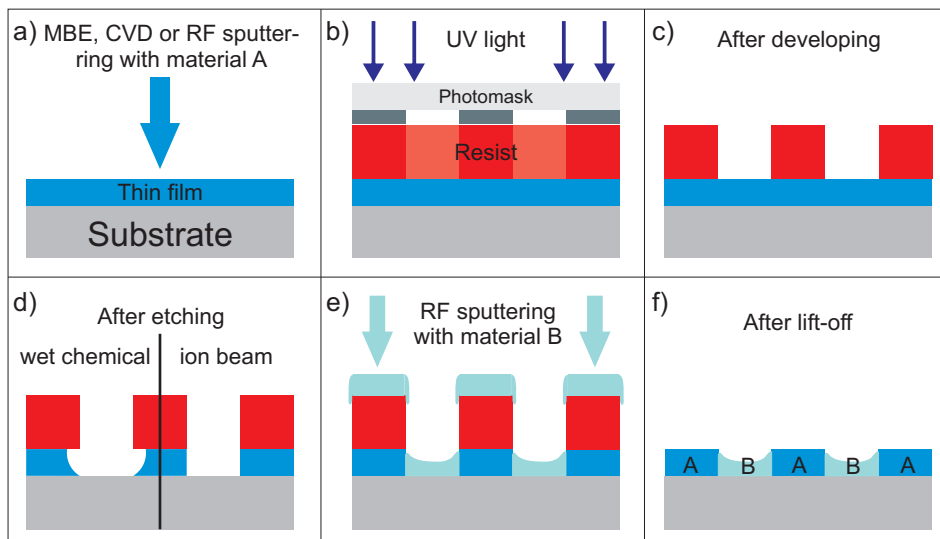 a) MBE, CVD or RF sputter-
ring with material A
Thin film
Substrate
b) UV light
Photomask
Resist
c) After developing
d) After etching
wet chemical ion beam
e) RF sputtering
with material B
f) After lift-off
A B A B A